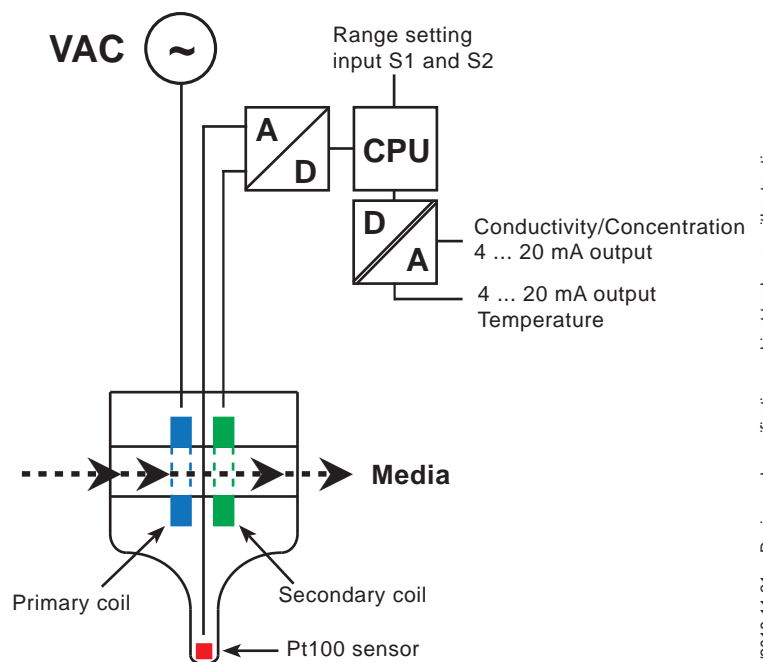 VAC
~
Range setting
input S1 and S2
A
D
CPU
D
A
Conductivity/Concentration
4 ... 20 mA output
4 ... 20 mA output
Temperature
Media
Primary coil
Secondary coil
Pt100 sensor